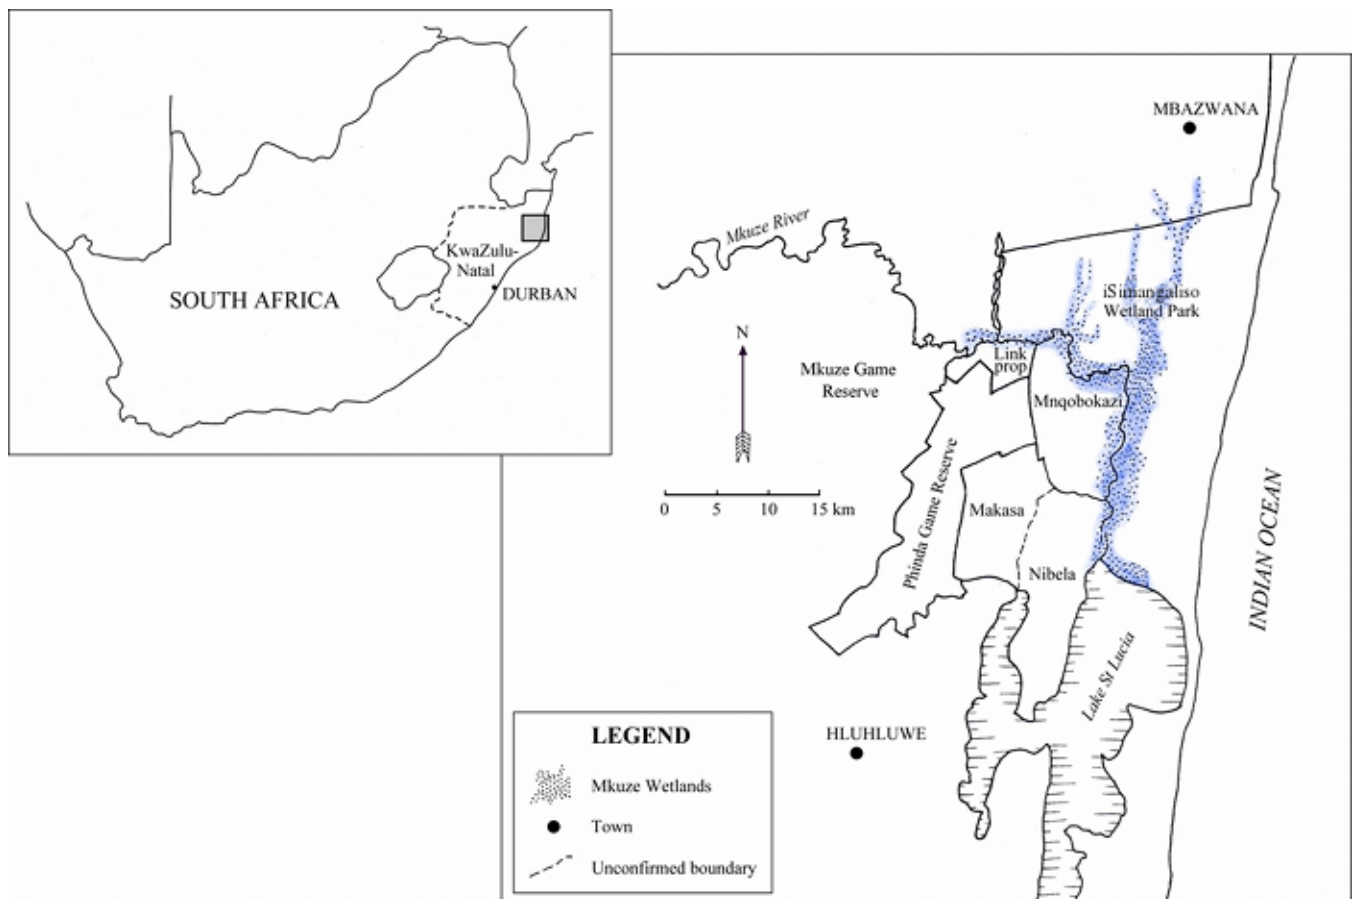 KwaZulu-
Natal
SOUTH AFRICA
DURBAN
MBAZWANA
Mkuze River
iSimangaliso
Wetland Park
N
Link
prop
Mkuze Game
Reserve
Mnqobokazi
0 5 10 15 km
Phinda Game Reserve
Makasa
Nibela
INDIAN OCEAN
Lake St Lucia
HLUHLUWE
LEGEND
Mkuze Wetlands
Town
Unconfirmed boundary